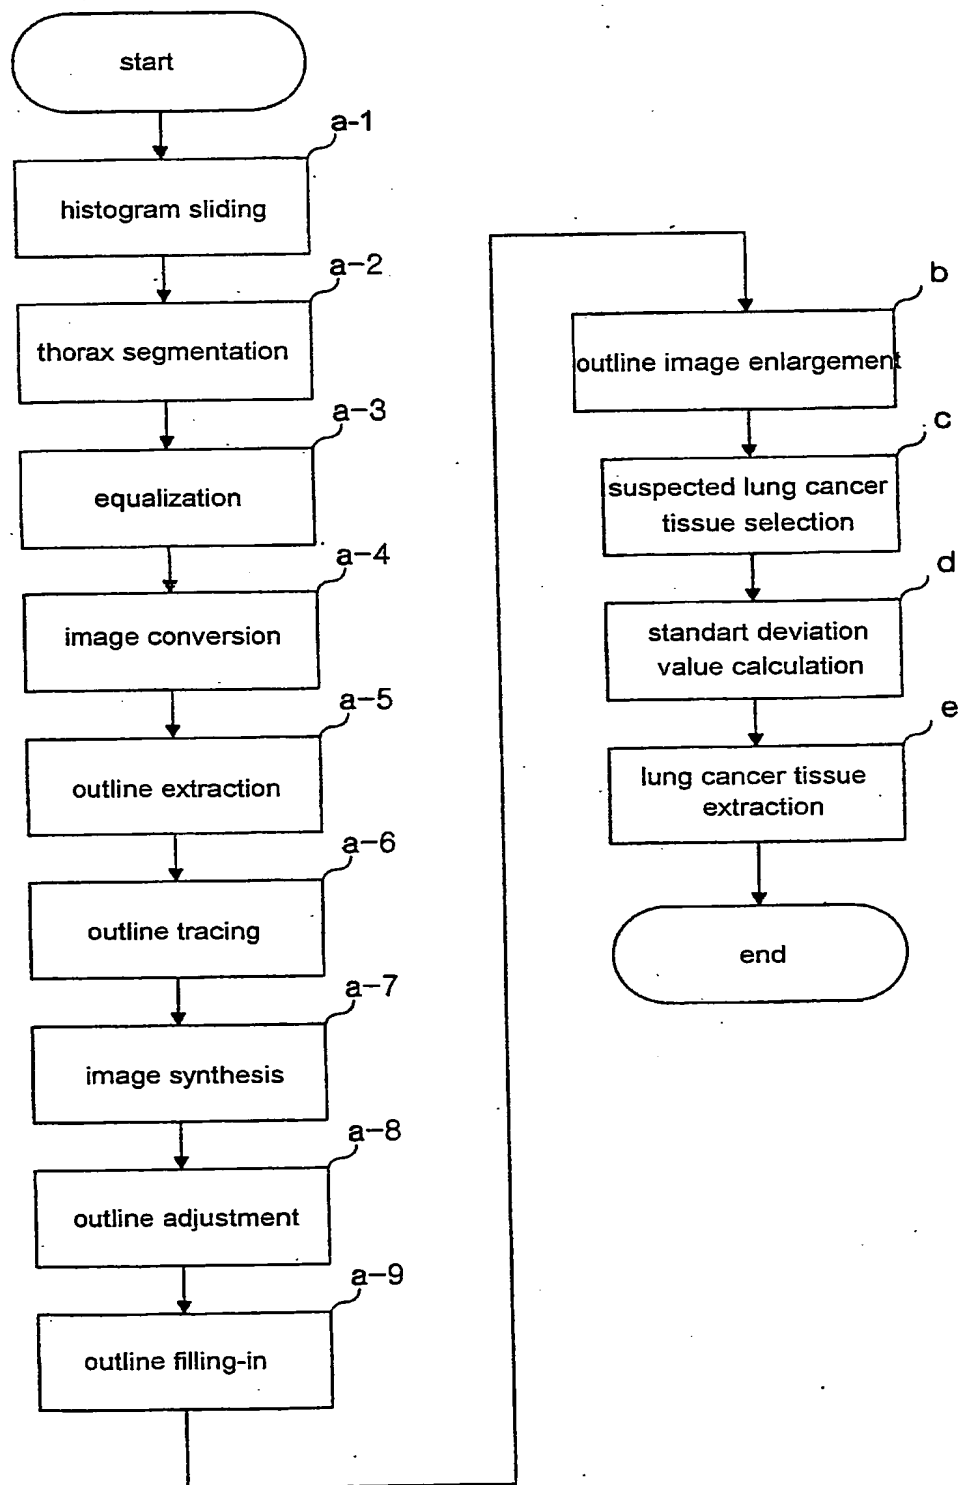 start
a-1
histogram sliding
a-2
thorax segmentation
a-3
equalization
a-4
image conversion
a-5
outline extraction
a-6
outline tracing
a-7
image synthesis
a-8
outline adjustment
a-9
outline filling-in
b
outline image enlargement
c
suspected lung cancer
tissue selection
d
standart deviation
value calculation
e
lung cancer tissue
extraction
end